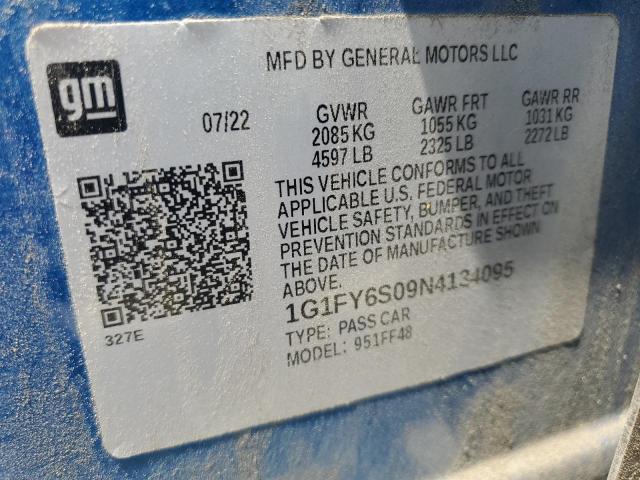 gm
MFD BY GENERAL MOTORS LLC
07/22 GVWR GAWR FRT GAWR RR
2085 KG 1055 KG 1031 KG
4597 LB 2325 LB 2272 LB
THIS VEHICLE CONFORMS TO ALL
APPLICABLE U.S. FEDERAL MOTOR
VEHICLE SAFETY, BUMPER, AND THEFT
PREVENTION STANDARDS IN EFFECT ON
THE DATE OF MANUFACTURE SHOWN
ABOVE.
1G1FY6S09N4134095
TYPE: PASS CAR
MODEL: 951FF48
327E